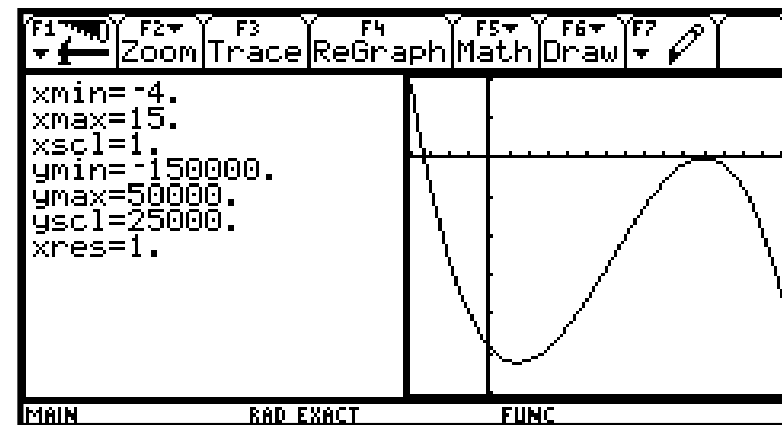 F1▾ F2▾ Zoom F3 Trace F4 ReGraph F5▾ Math F6▾ Draw F7▾
xmin=⁻4.
xmax=15.
xscl=1.
ymin=⁻150000.
ymax=50000.
yscl=25000.
xres=1.
MAIN RAD EXACT FUNC